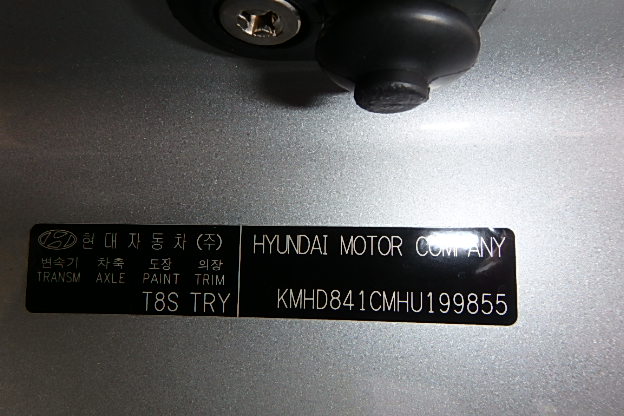 현대자동차(주)
변속기 차축 도장 의장
TRANSM AXLE PAINT TRIM
T8S TRY
HYUNDAI MOTOR COMPANY
KMHD841CMHU199855